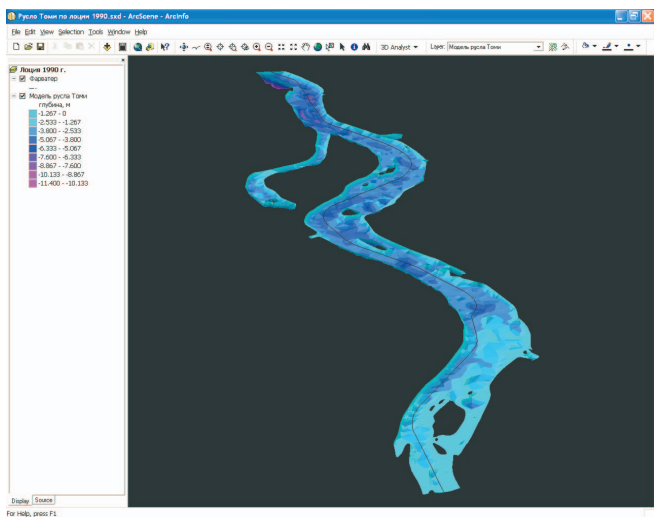 Русло Томи по лоции 1990.sxd - ArcScene - ArcInfo
File Edit View Selection Tools Window Help
3D Analyst Layer: Модель русла Томи
Лоция 1990 г.
Фарватер
Модель русла Томи
глубина, м
-1.267 - 0
-2.533 - -1.267
-3.800 - -2.533
-5.067 - -3.800
-6.333 - -5.067
-7.600 - -6.333
-8.867 - -7.600
-10.133 - -8.867
-11.400 - -10.133
Display Source
For Help, press F1